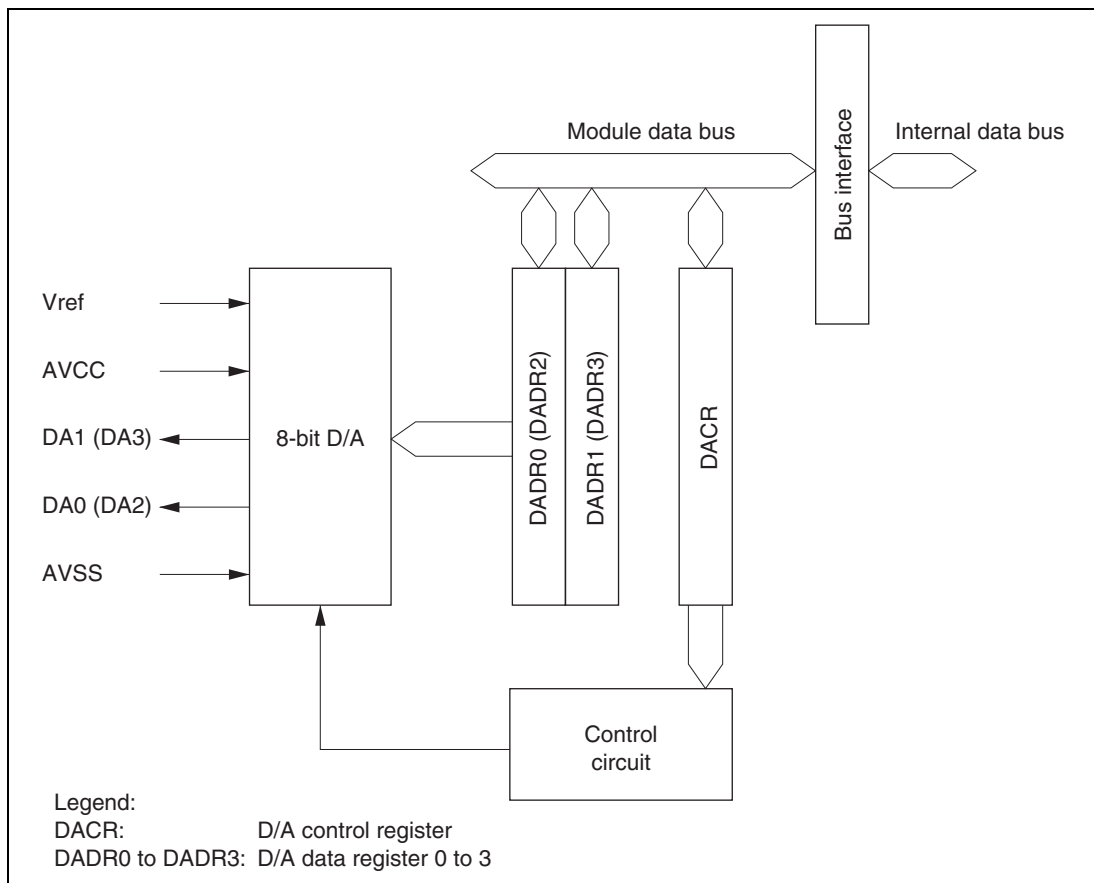 Module data bus
Internal data bus
Bus interface
Vref
AVCC
DA1 (DA3)
DA0 (DA2)
AVSS
8-bit D/A
DADR0 (DADR2)
DADR1 (DADR3)
DACR
Control
circuit
Legend:
DACR: D/A control register
DADR0 to DADR3: D/A data register 0 to 3